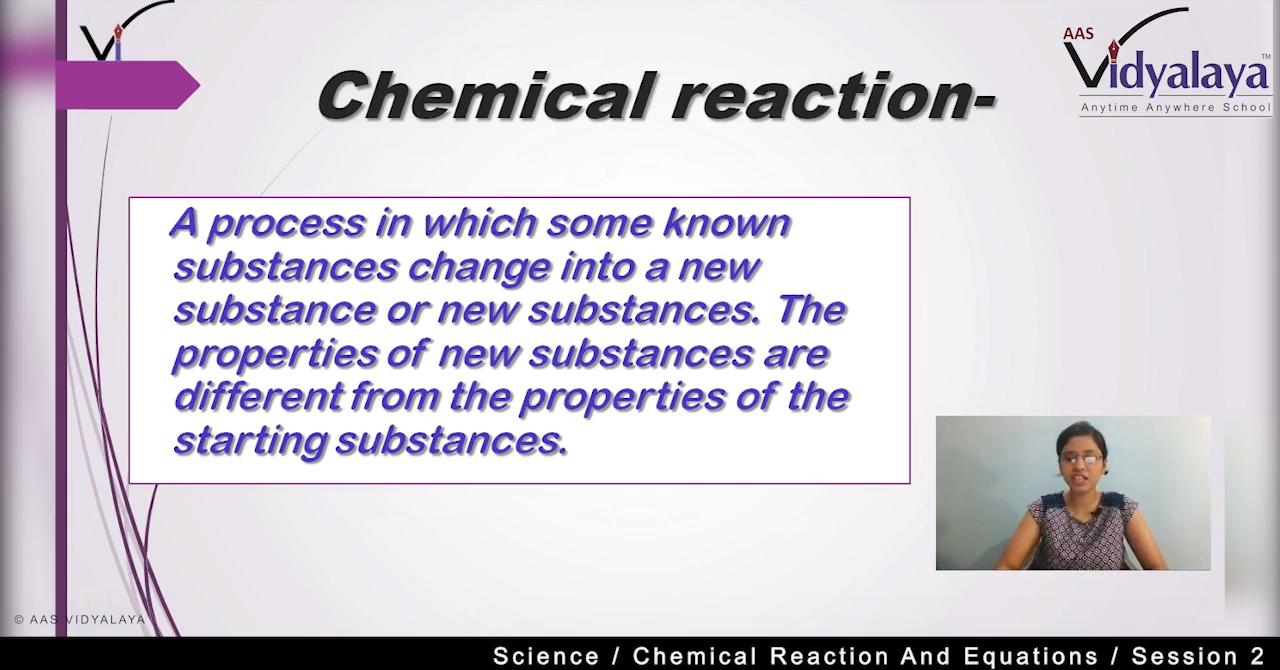 AAS
Vidyalaya™
Anytime Anywhere School
Chemical reaction-
A process in which some known
substances change into a new
substance or new substances. The
properties of new substances are
different from the properties of the
starting substances.
© AAS VIDYALAYA
Science / Chemical Reaction And Equations / Session 2